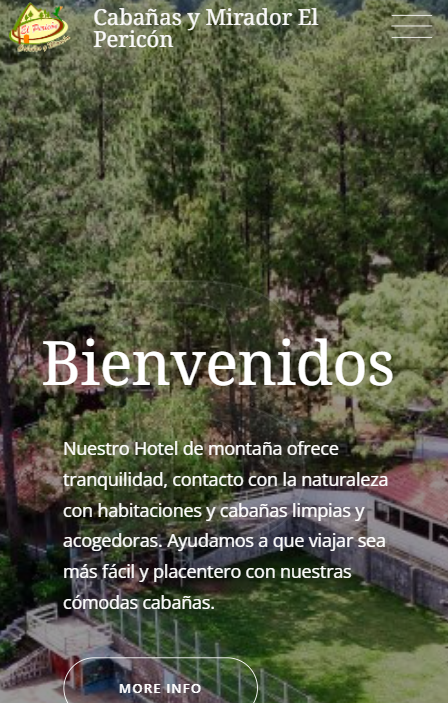 El Pericón
Cabañas y Mirador El
Pericón
Bienvenidos
Nuestro Hotel de montaña ofrece
tranquilidad, contacto con la naturaleza
con habitaciones y cabañas limpias y
acogedoras. Ayudamos a que viajar sea
más fácil y placentero con nuestras
cómodas cabañas.
MORE INFO